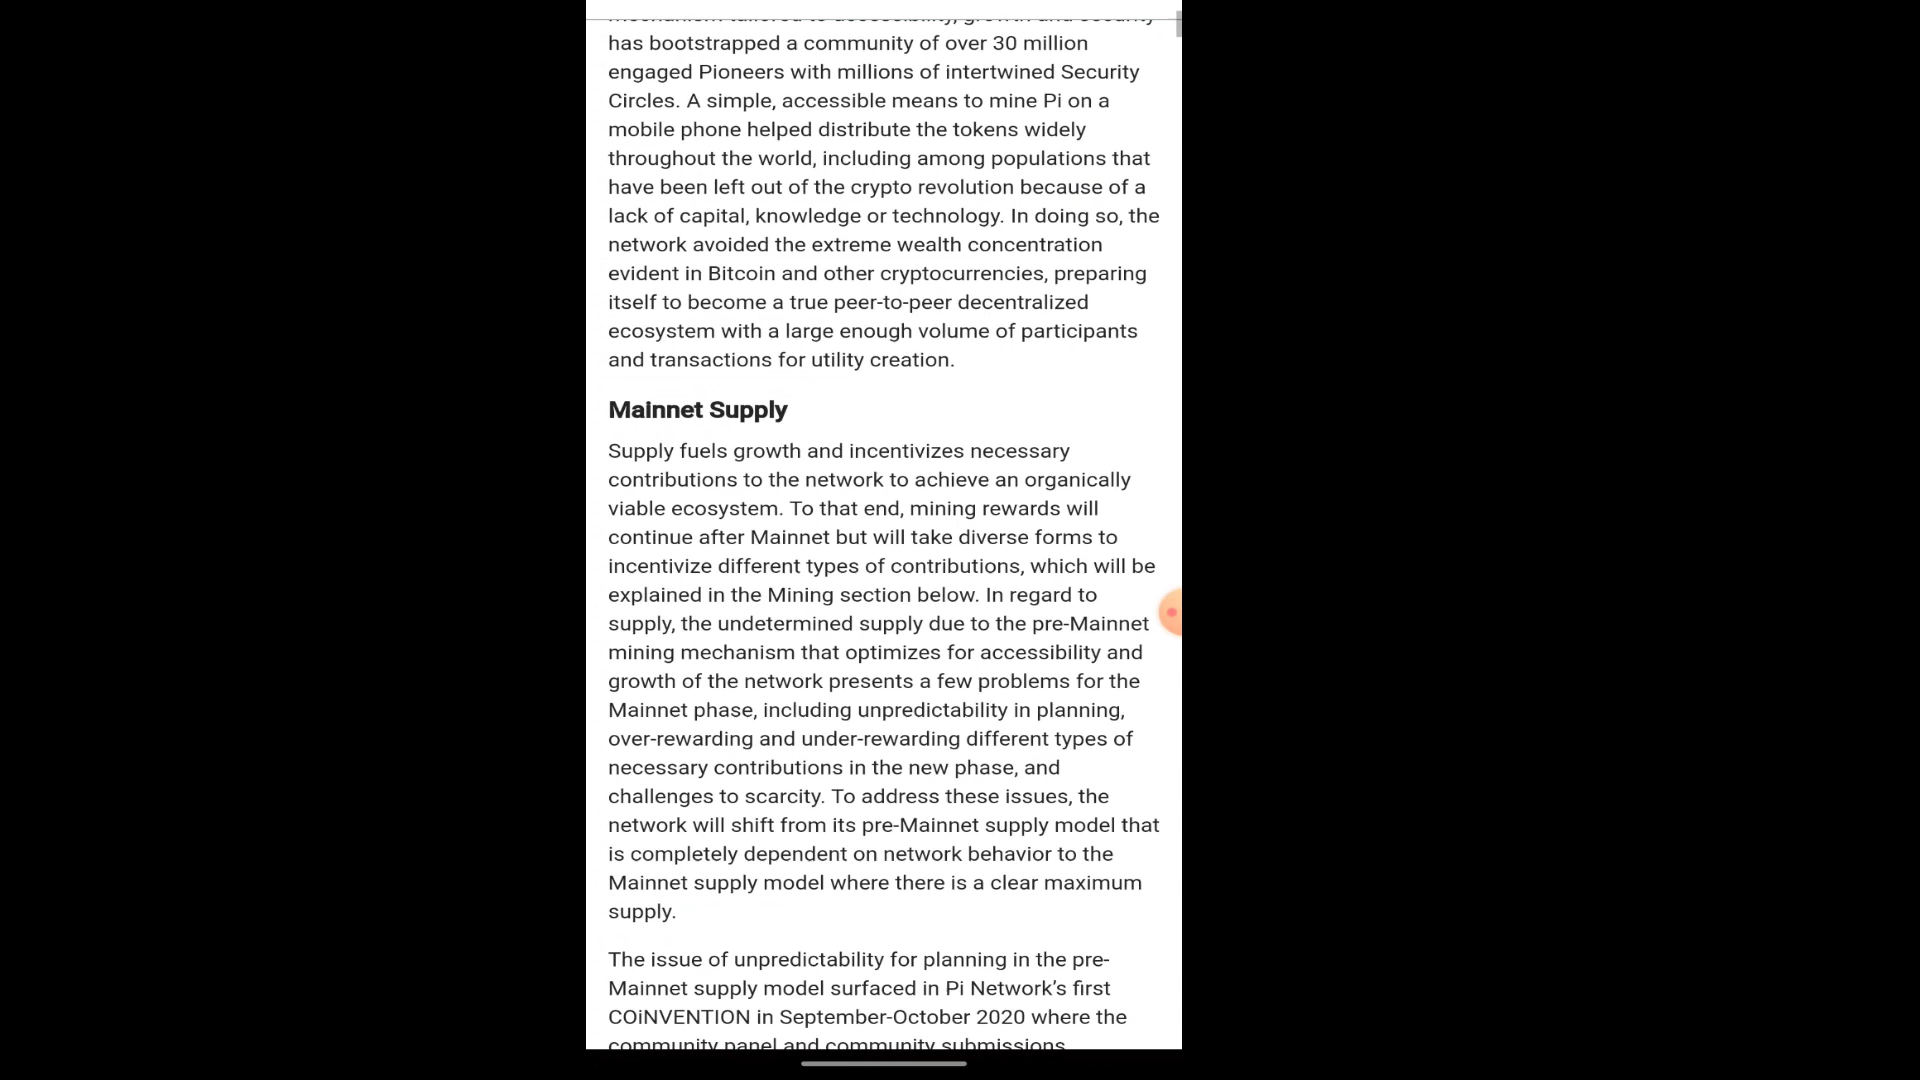 has bootstrapped a community of over 30 million
engaged Pioneers with millions of intertwined Security
Circles. A simple, accessible means to mine Pi on a
mobile phone helped distribute the tokens widely
throughout the world, including among populations that
have been left out of the crypto revolution because of a
lack of capital, knowledge or technology. In doing so, the
network avoided the extreme wealth concentration
evident in Bitcoin and other cryptocurrencies, preparing
itself to become a true peer-to-peer decentralized
ecosystem with a large enough volume of participants
and transactions for utility creation.
Mainnet Supply
Supply fuels growth and incentivizes necessary
contributions to the network to achieve an organically
viable ecosystem. To that end, mining rewards will
continue after Mainnet but will take diverse forms to
incentivize different types of contributions, which will be
explained in the Mining section below. In regard to
supply, the undetermined supply due to the pre-Mainnet
mining mechanism that optimizes for accessibility and
growth of the network presents a few problems for the
Mainnet phase, including unpredictability in planning,
over-rewarding and under-rewarding different types of
necessary contributions in the new phase, and
challenges to scarcity. To address these issues, the
network will shift from its pre-Mainnet supply model that
is completely dependent on network behavior to the
Mainnet supply model where there is a clear maximum
supply.
The issue of unpredictability for planning in the pre-
Mainnet supply model surfaced in Pi Network’s first
COiNVENTION in September-October 2020 where the
community panel and community submissions